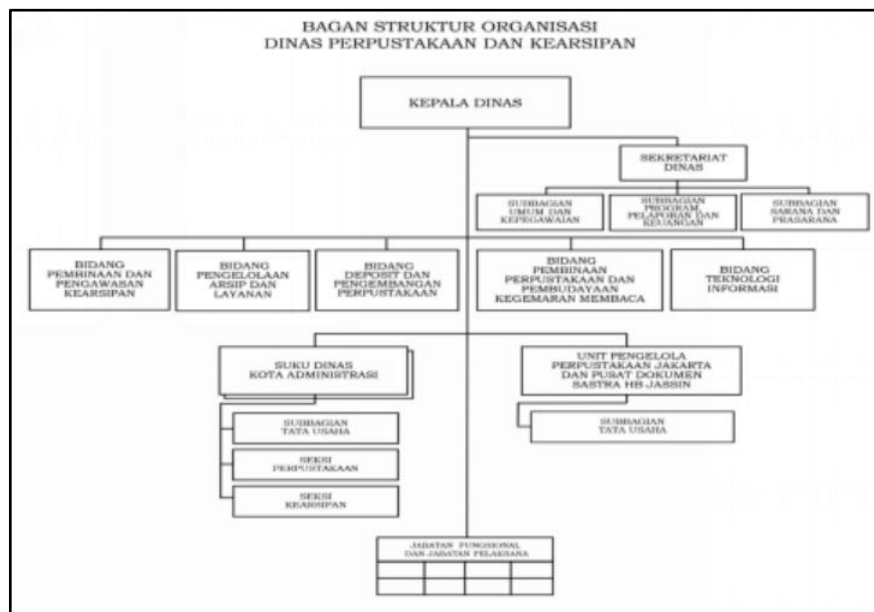 BAGAN STRUKTUR ORGANISASI
DINAS PERPUSTAKAAN DAN KEARSIPAN
KEPALA DINAS
SEKRETARIAT
DINAS
SUBBAGIAN
UMUM DAN
KEPEGAWAIAN
SUBBAGIAN
PROGRAM,
PELAPORAN DAN
KEUANGAN
SUBBAGIAN
SARANA DAN
PRASARANA
BIDANG
PEMBINAAN DAN
PENGAWASAN
KEARSIPAN
BIDANG
PENGELOLAAN
ARSIP DAN
LAYANAN
BIDANG
DEPOSIT DAN
PENGEMBANGAN
PERPUSTAKAAN
BIDANG
PEMBINAAN
PERPUSTAKAAN DAN
PEMBUDAYAAN
KEGEMARAN MEMBACA
BIDANG
TEKNOLOGI
INFORMASI
SUKU DINAS
KOTA ADMINISTRASI
SUBBAGIAN
TATA USAHA
SEKSI
PERPUSTAKAAN
SEKSI
KEARSIPAN
UNIT PENGELOLA
PERPUSTAKAAN JAKARTA
DAN PUSAT DOKUMEN
SASTRA HB JASSIN
SUBBAGIAN
TATA USAHA
JABATAN FUNGSIONAL
DAN JABATAN PELAKSANA